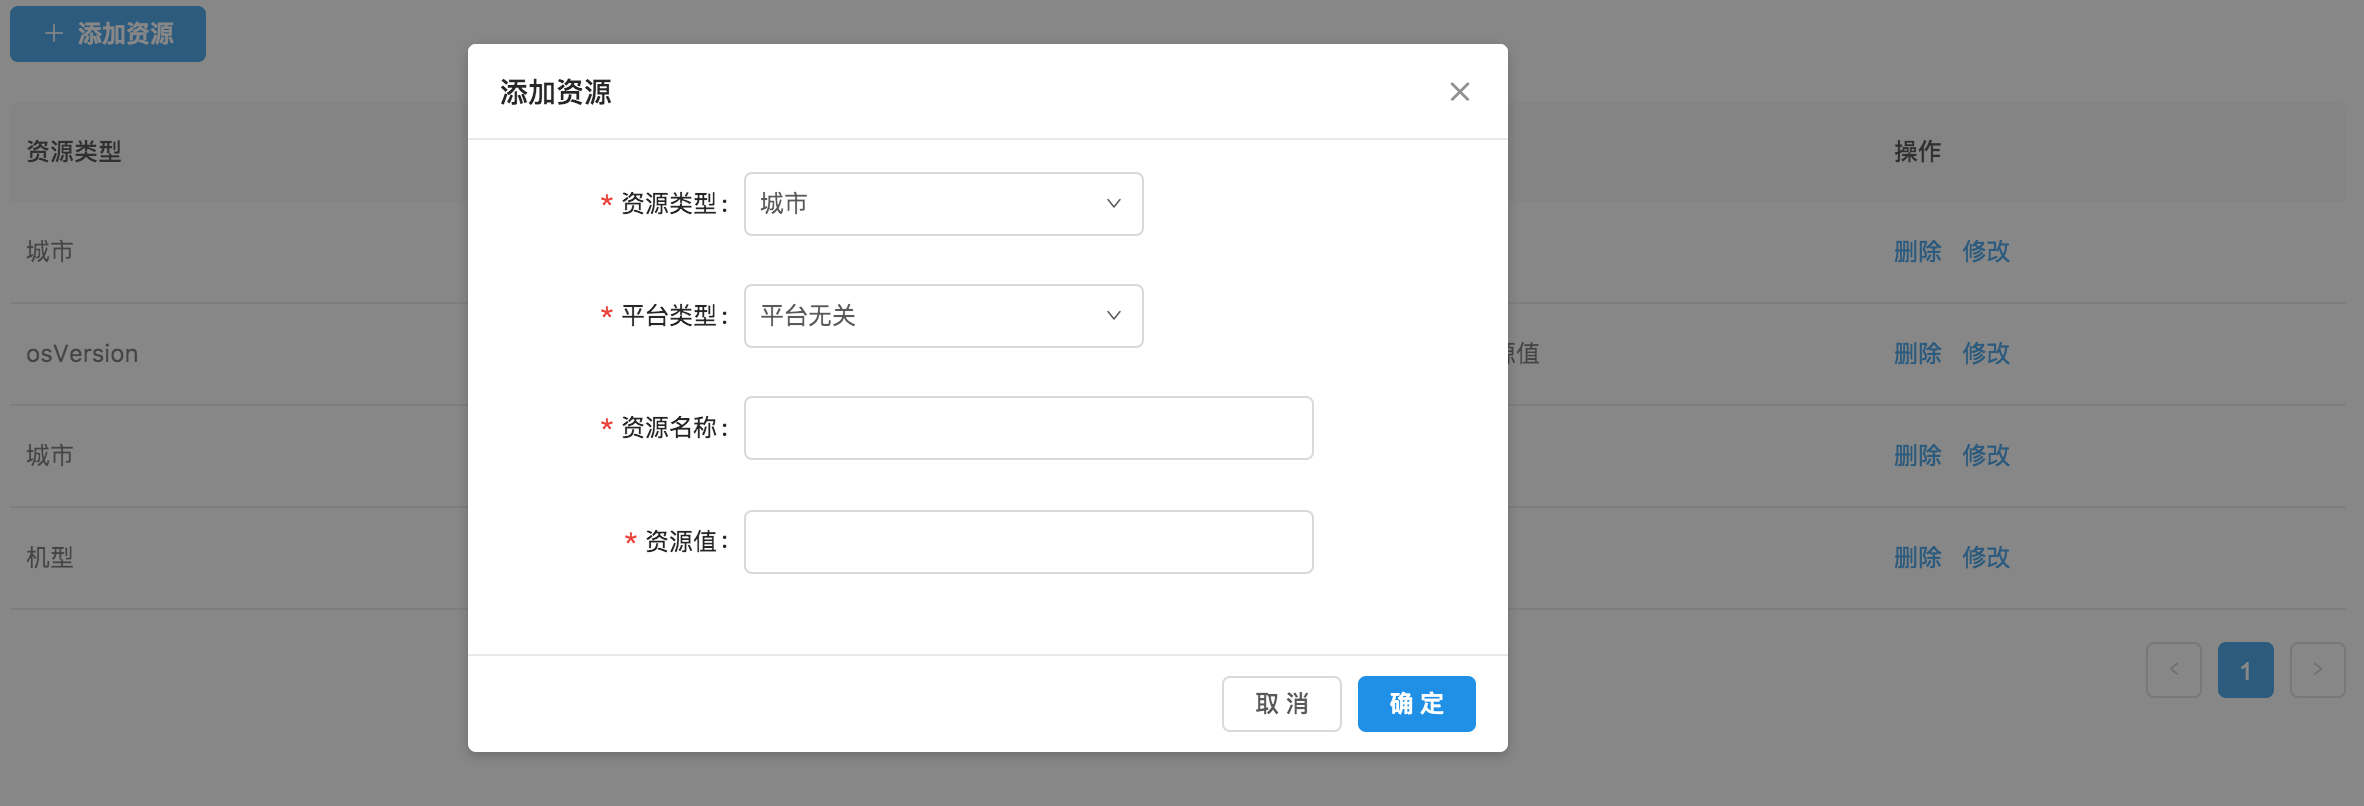 添加资源
添加资源
资源类型
操作
* 资源类型:
城市
城市
删除 修改
* 平台类型:
平台无关
osVersion
源值
删除 修改
* 资源名称:
城市
删除 修改
* 资源值:
机型
删除 修改
< 1 >
取 消
确 定